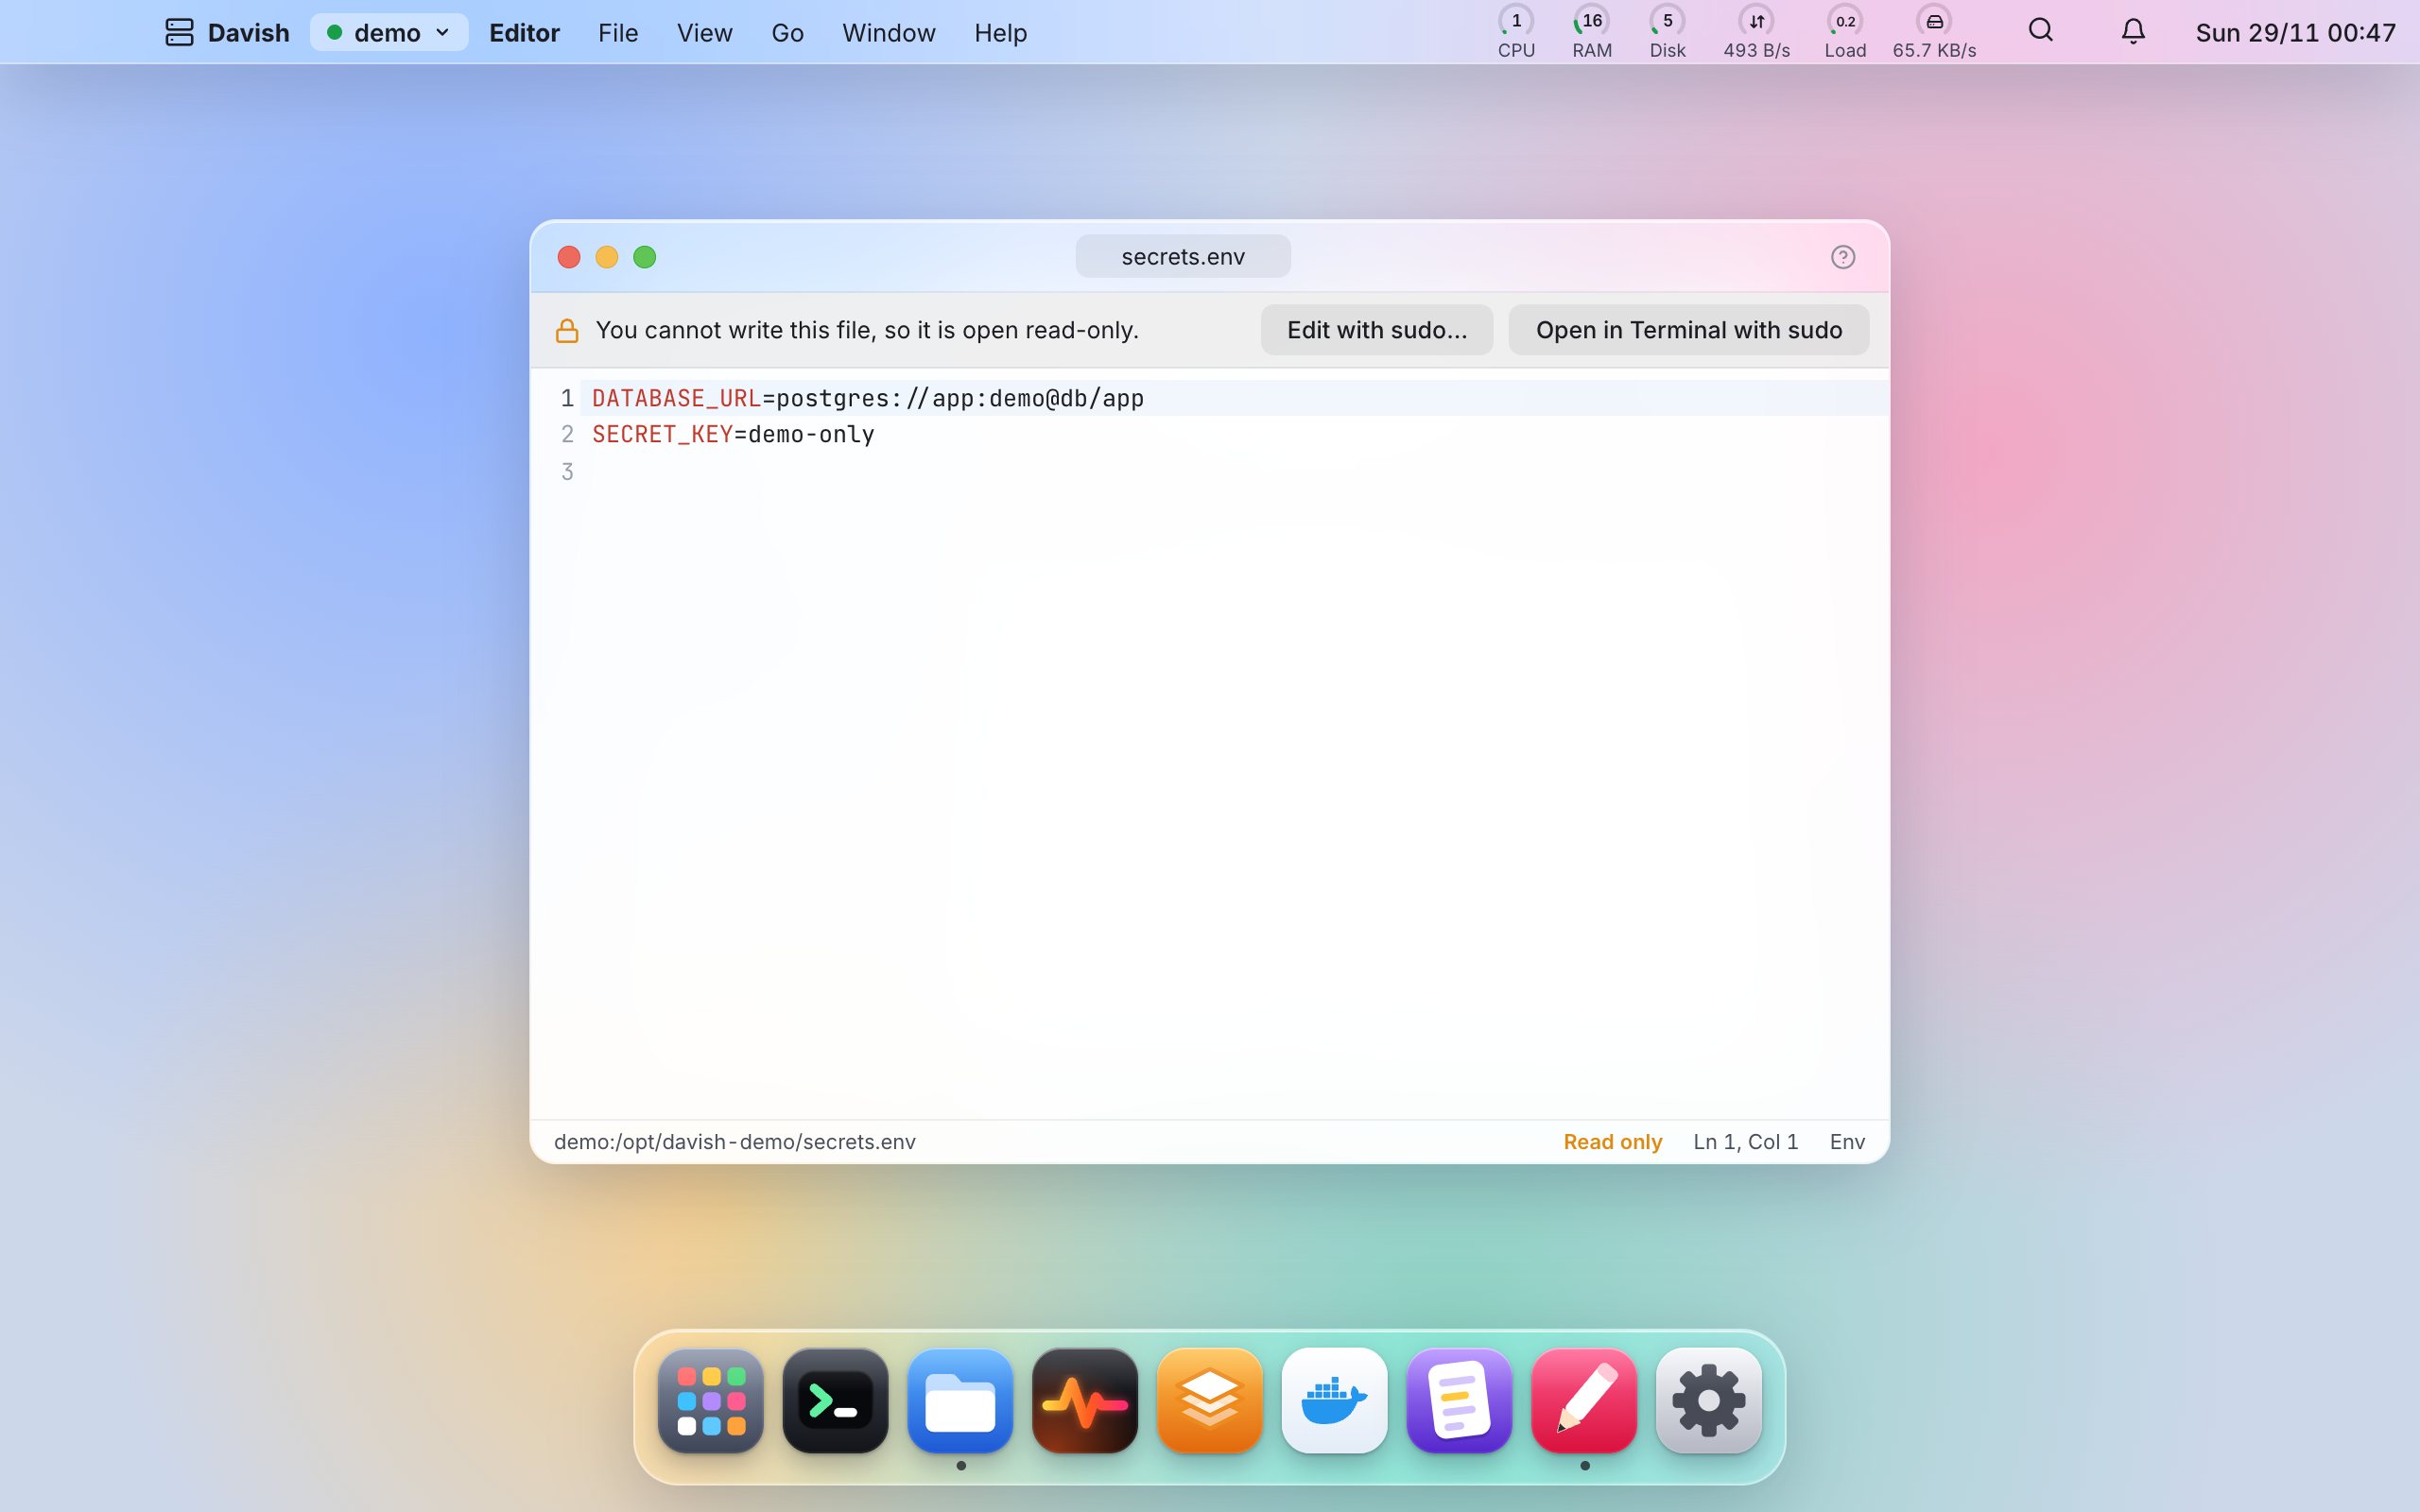 Davish demo Editor File View Go Window Help
1 16 5 0.2
CPU RAM Disk 493 B/s Load 65.7 KB/s
Sun 29/11 00:47
secrets.env
You cannot write this file, so it is open read-only. Edit with sudo... Open in Terminal with sudo
1 DATABASE_URL=postgres://app:demo@db/app
2 SECRET_KEY=demo-only
3
demo:/opt/davish-demo/secrets.env Read only Ln 1, Col 1 Env